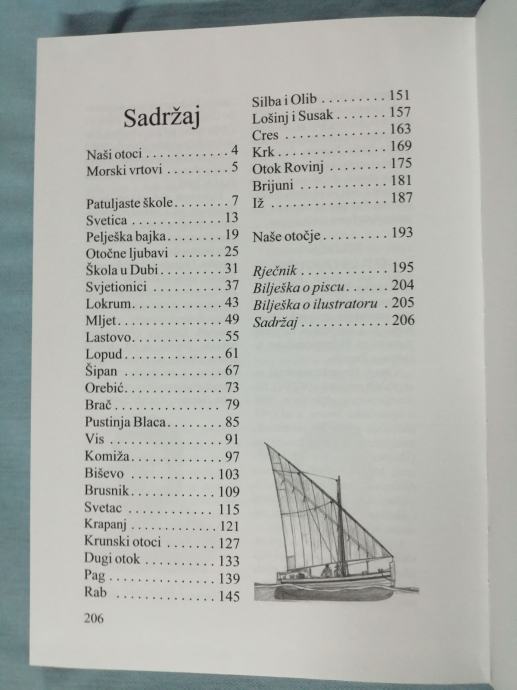 Sadržaj
Naši otoci . . . . . . . . . . . . 4
Morski vrtovi . . . . . . . . . 5
Patuljaste škole . . . . . . . 7
Svetica . . . . . . . . . . . . 13
Pelješka bajka . . . . . . . 19
Otočne ljubavi . . . . . . . 25
Škola u Dubi . . . . . . . . 31
Svjetionici . . . . . . . . . . 37
Lokrum . . . . . . . . . . . . 43
Mljet . . . . . . . . . . . . . . 49
Lastovo . . . . . . . . . . . . 55
Lopud . . . . . . . . . . . . . 61
Šipan . . . . . . . . . . . . . 67
Orebić . . . . . . . . . . . . . 73
Brač . . . . . . . . . . . . . . 79
Pustinja Blaca . . . . . . . 85
Vis . . . . . . . . . . . . . . . 91
Komiža . . . . . . . . . . . . 97
Biševo . . . . . . . . . . . . 103
Brusnik . . . . . . . . . . . 109
Svetac . . . . . . . . . . . . 115
Krapanj . . . . . . . . . . . 121
Krunski otoci . . . . . . . 127
Dugi otok . . . . . . . . . . 133
Pag . . . . . . . . . . . . . . 139
Rab . . . . . . . . . . . . . . 145
206
Silba i Olib . . . . . . . . . 151
Lošinj i Susak . . . . . . . 157
Cres . . . . . . . . . . . . . . 163
Krk . . . . . . . . . . . . . . . 169
Otok Rovinj . . . . . . . . 175
Brijuni . . . . . . . . . . . . 181
Iž . . . . . . . . . . . . . . . . 187
Naše otočje . . . . . . . . . 193
Rječnik . . . . . . . . . . . . 195
Bilješka o piscu . . . . . . 204
Bilješka o ilustratoru . 205
Sadržaj . . . . . . . . . . . . 206